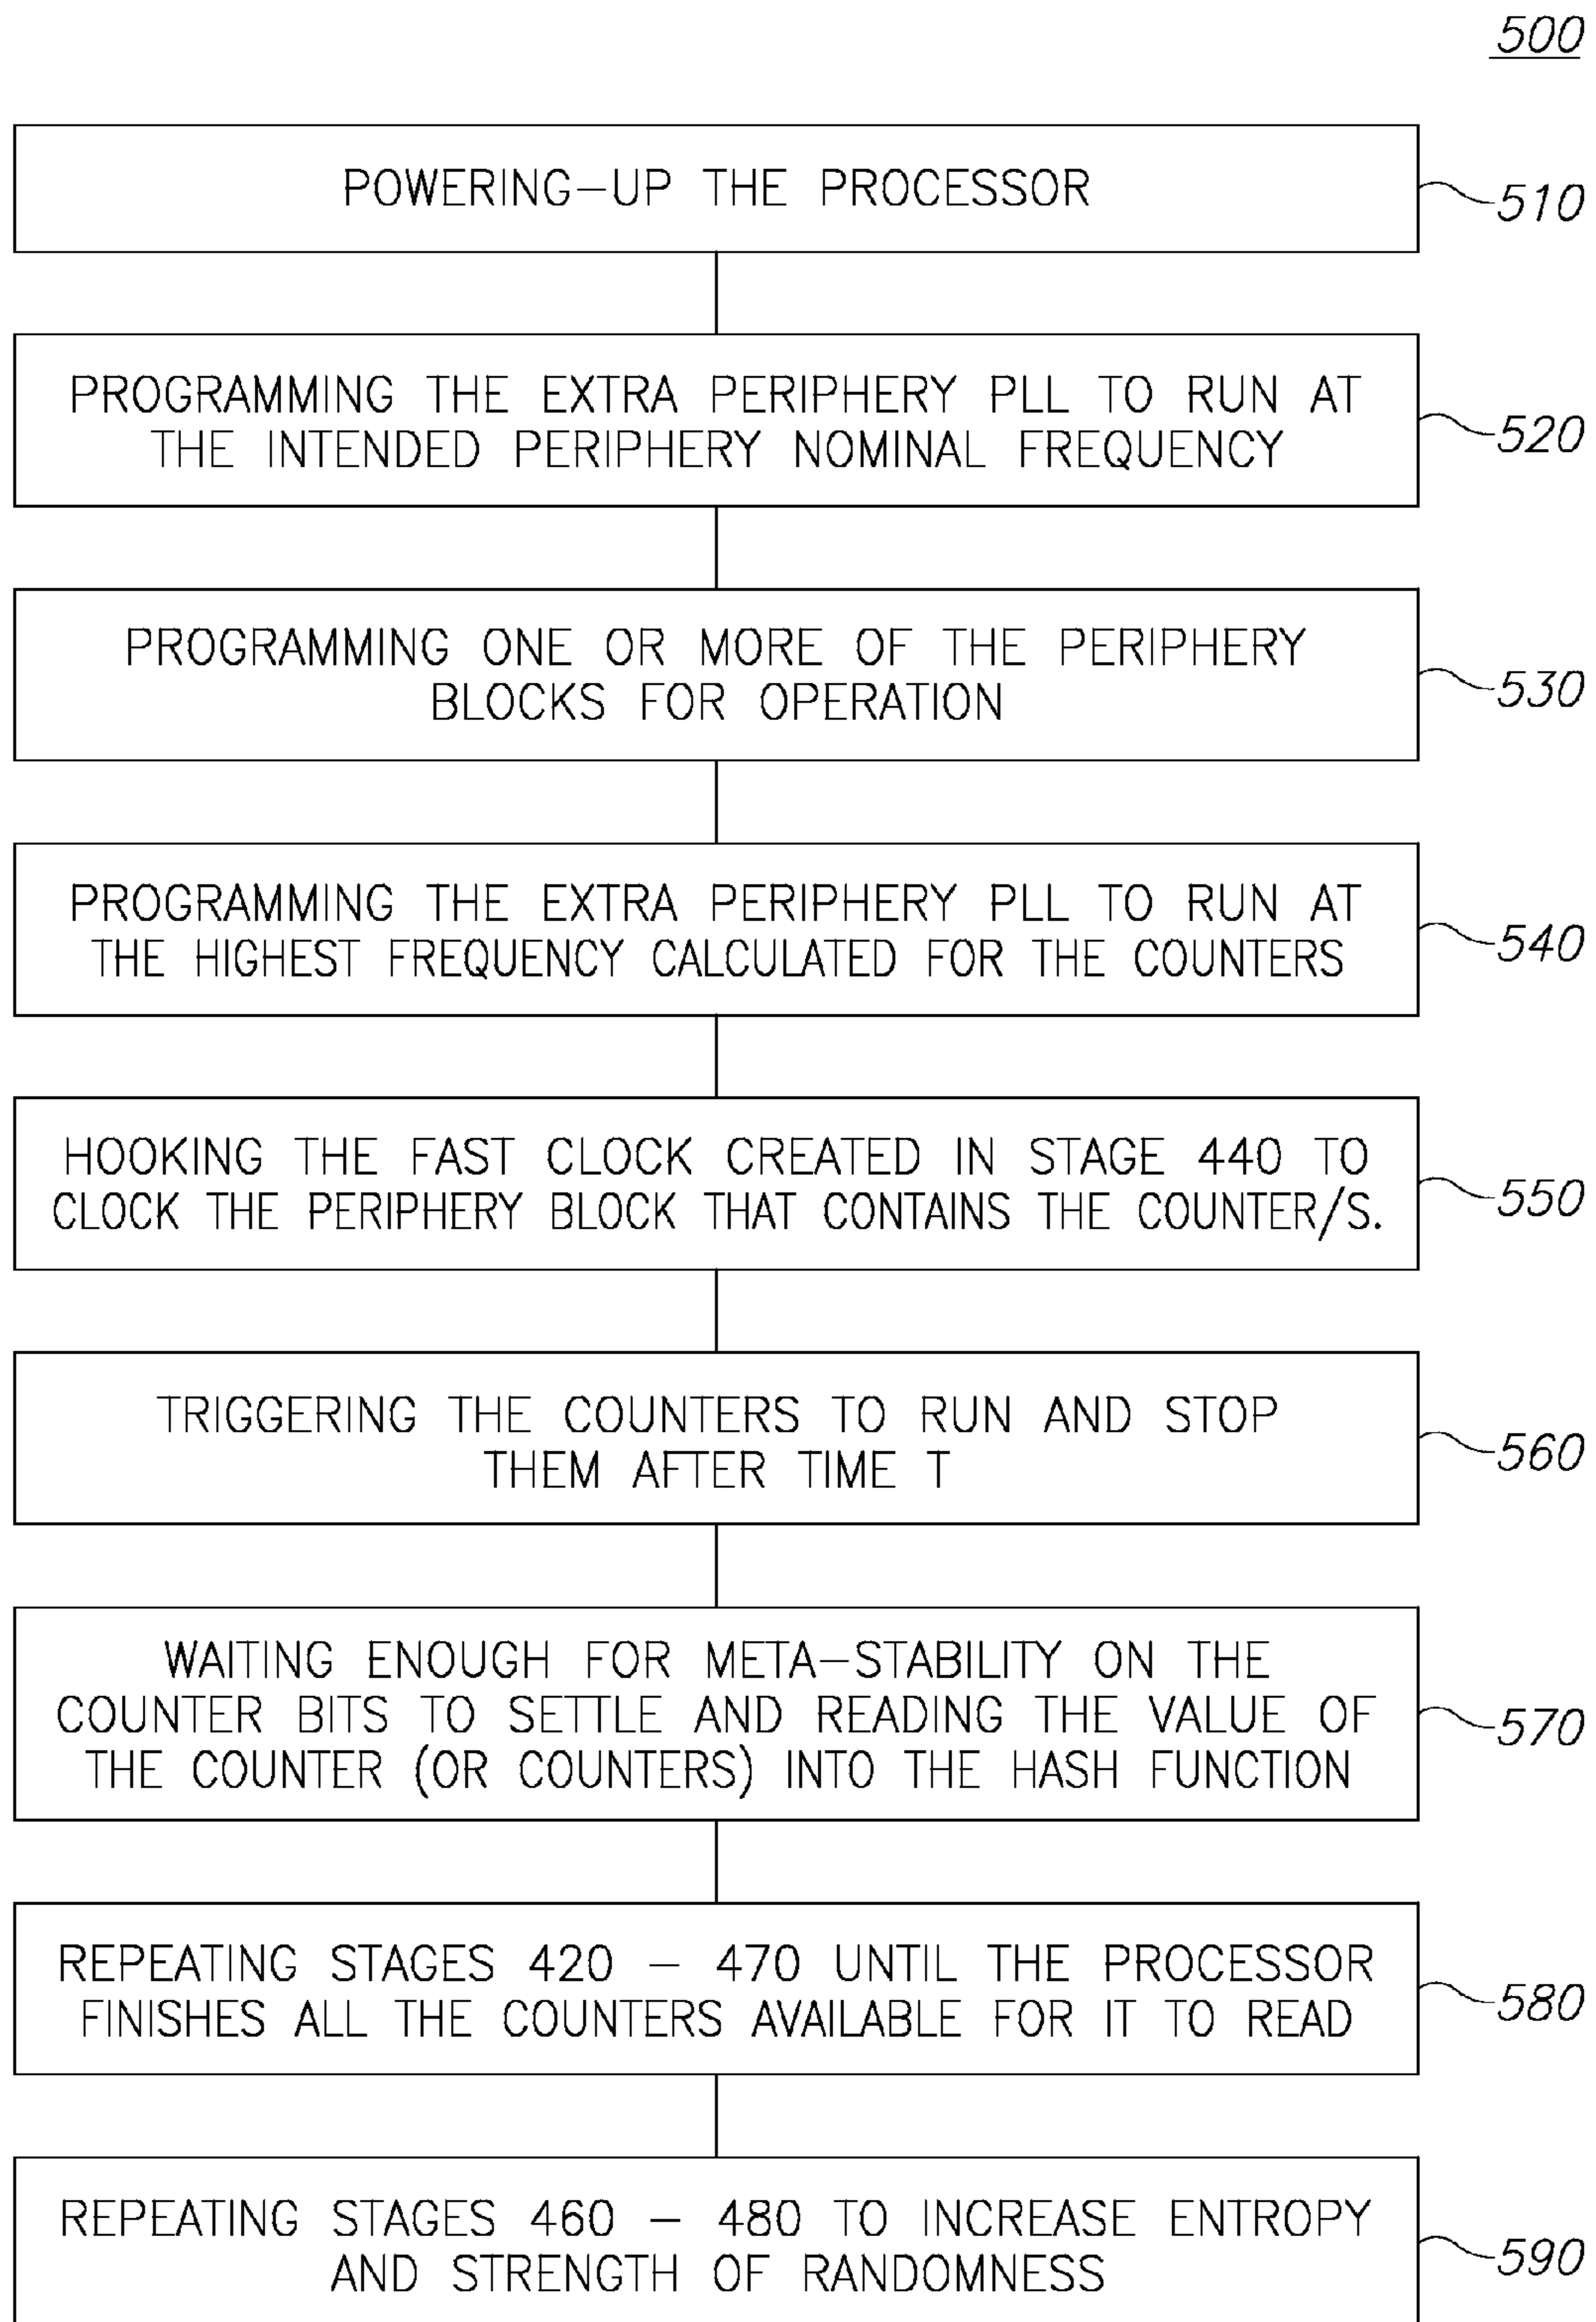 500
POWERING-UP THE PROCESSOR
510
PROGRAMMING THE EXTRA PERIPHERY PLL TO RUN AT
THE INTENDED PERIPHERY NOMINAL FREQUENCY
520
PROGRAMMING ONE OR MORE OF THE PERIPHERY
BLOCKS FOR OPERATION
530
PROGRAMMING THE EXTRA PERIPHERY PLL TO RUN AT
THE HIGHEST FREQUENCY CALCULATED FOR THE COUNTERS
540
HOOKING THE FAST CLOCK CREATED IN STAGE 440 TO
CLOCK THE PERIPHERY BLOCK THAT CONTAINS THE COUNTER/S.
550
TRIGGERING THE COUNTERS TO RUN AND STOP
THEM AFTER TIME T
560
WAITING ENOUGH FOR META-STABILITY ON THE
COUNTER BITS TO SETTLE AND READING THE VALUE OF
THE COUNTER (OR COUNTERS) INTO THE HASH FUNCTION
570
REPEATING STAGES 420 - 470 UNTIL THE PROCESSOR
FINISHES ALL THE COUNTERS AVAILABLE FOR IT TO READ
580
REPEATING STAGES 460 - 480 TO INCREASE ENTROPY
AND STRENGTH OF RANDOMNESS
590